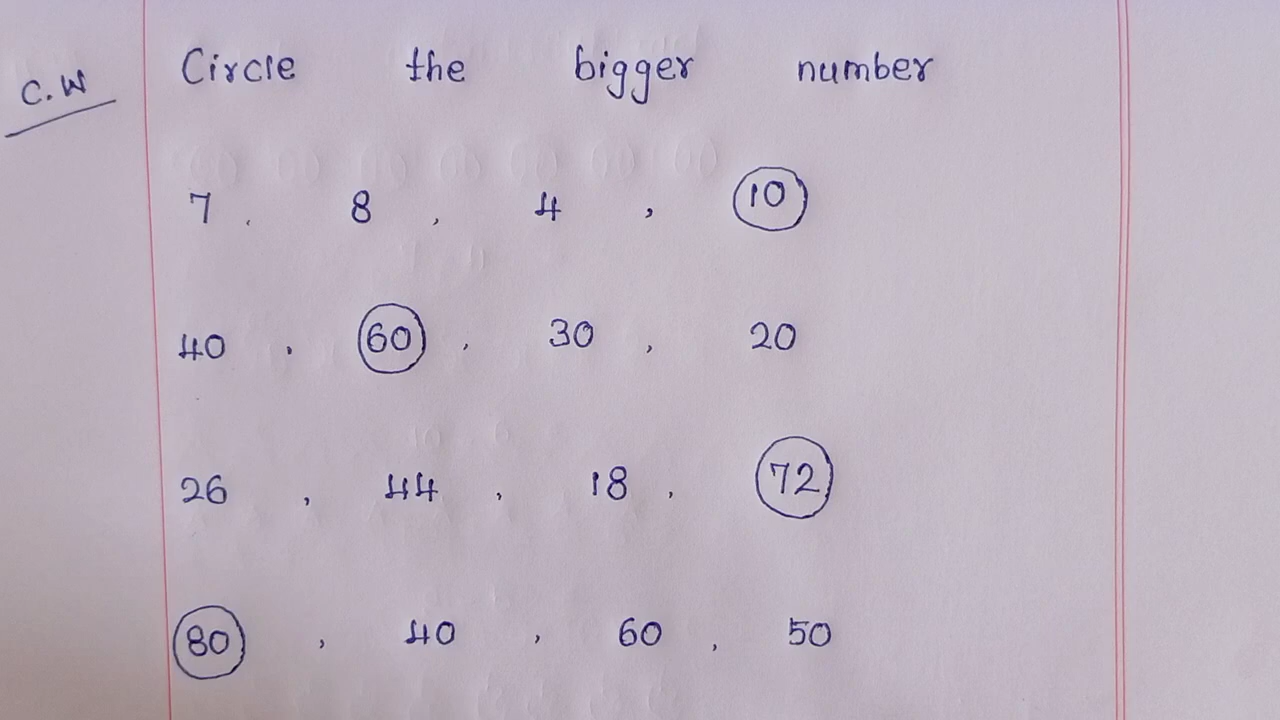 C.W
Circle the bigger number
7 , 8 , 4 , 10
40 , 60 , 30 , 20
26 , 44 , 18 , 72
80 , 40 , 60 , 50